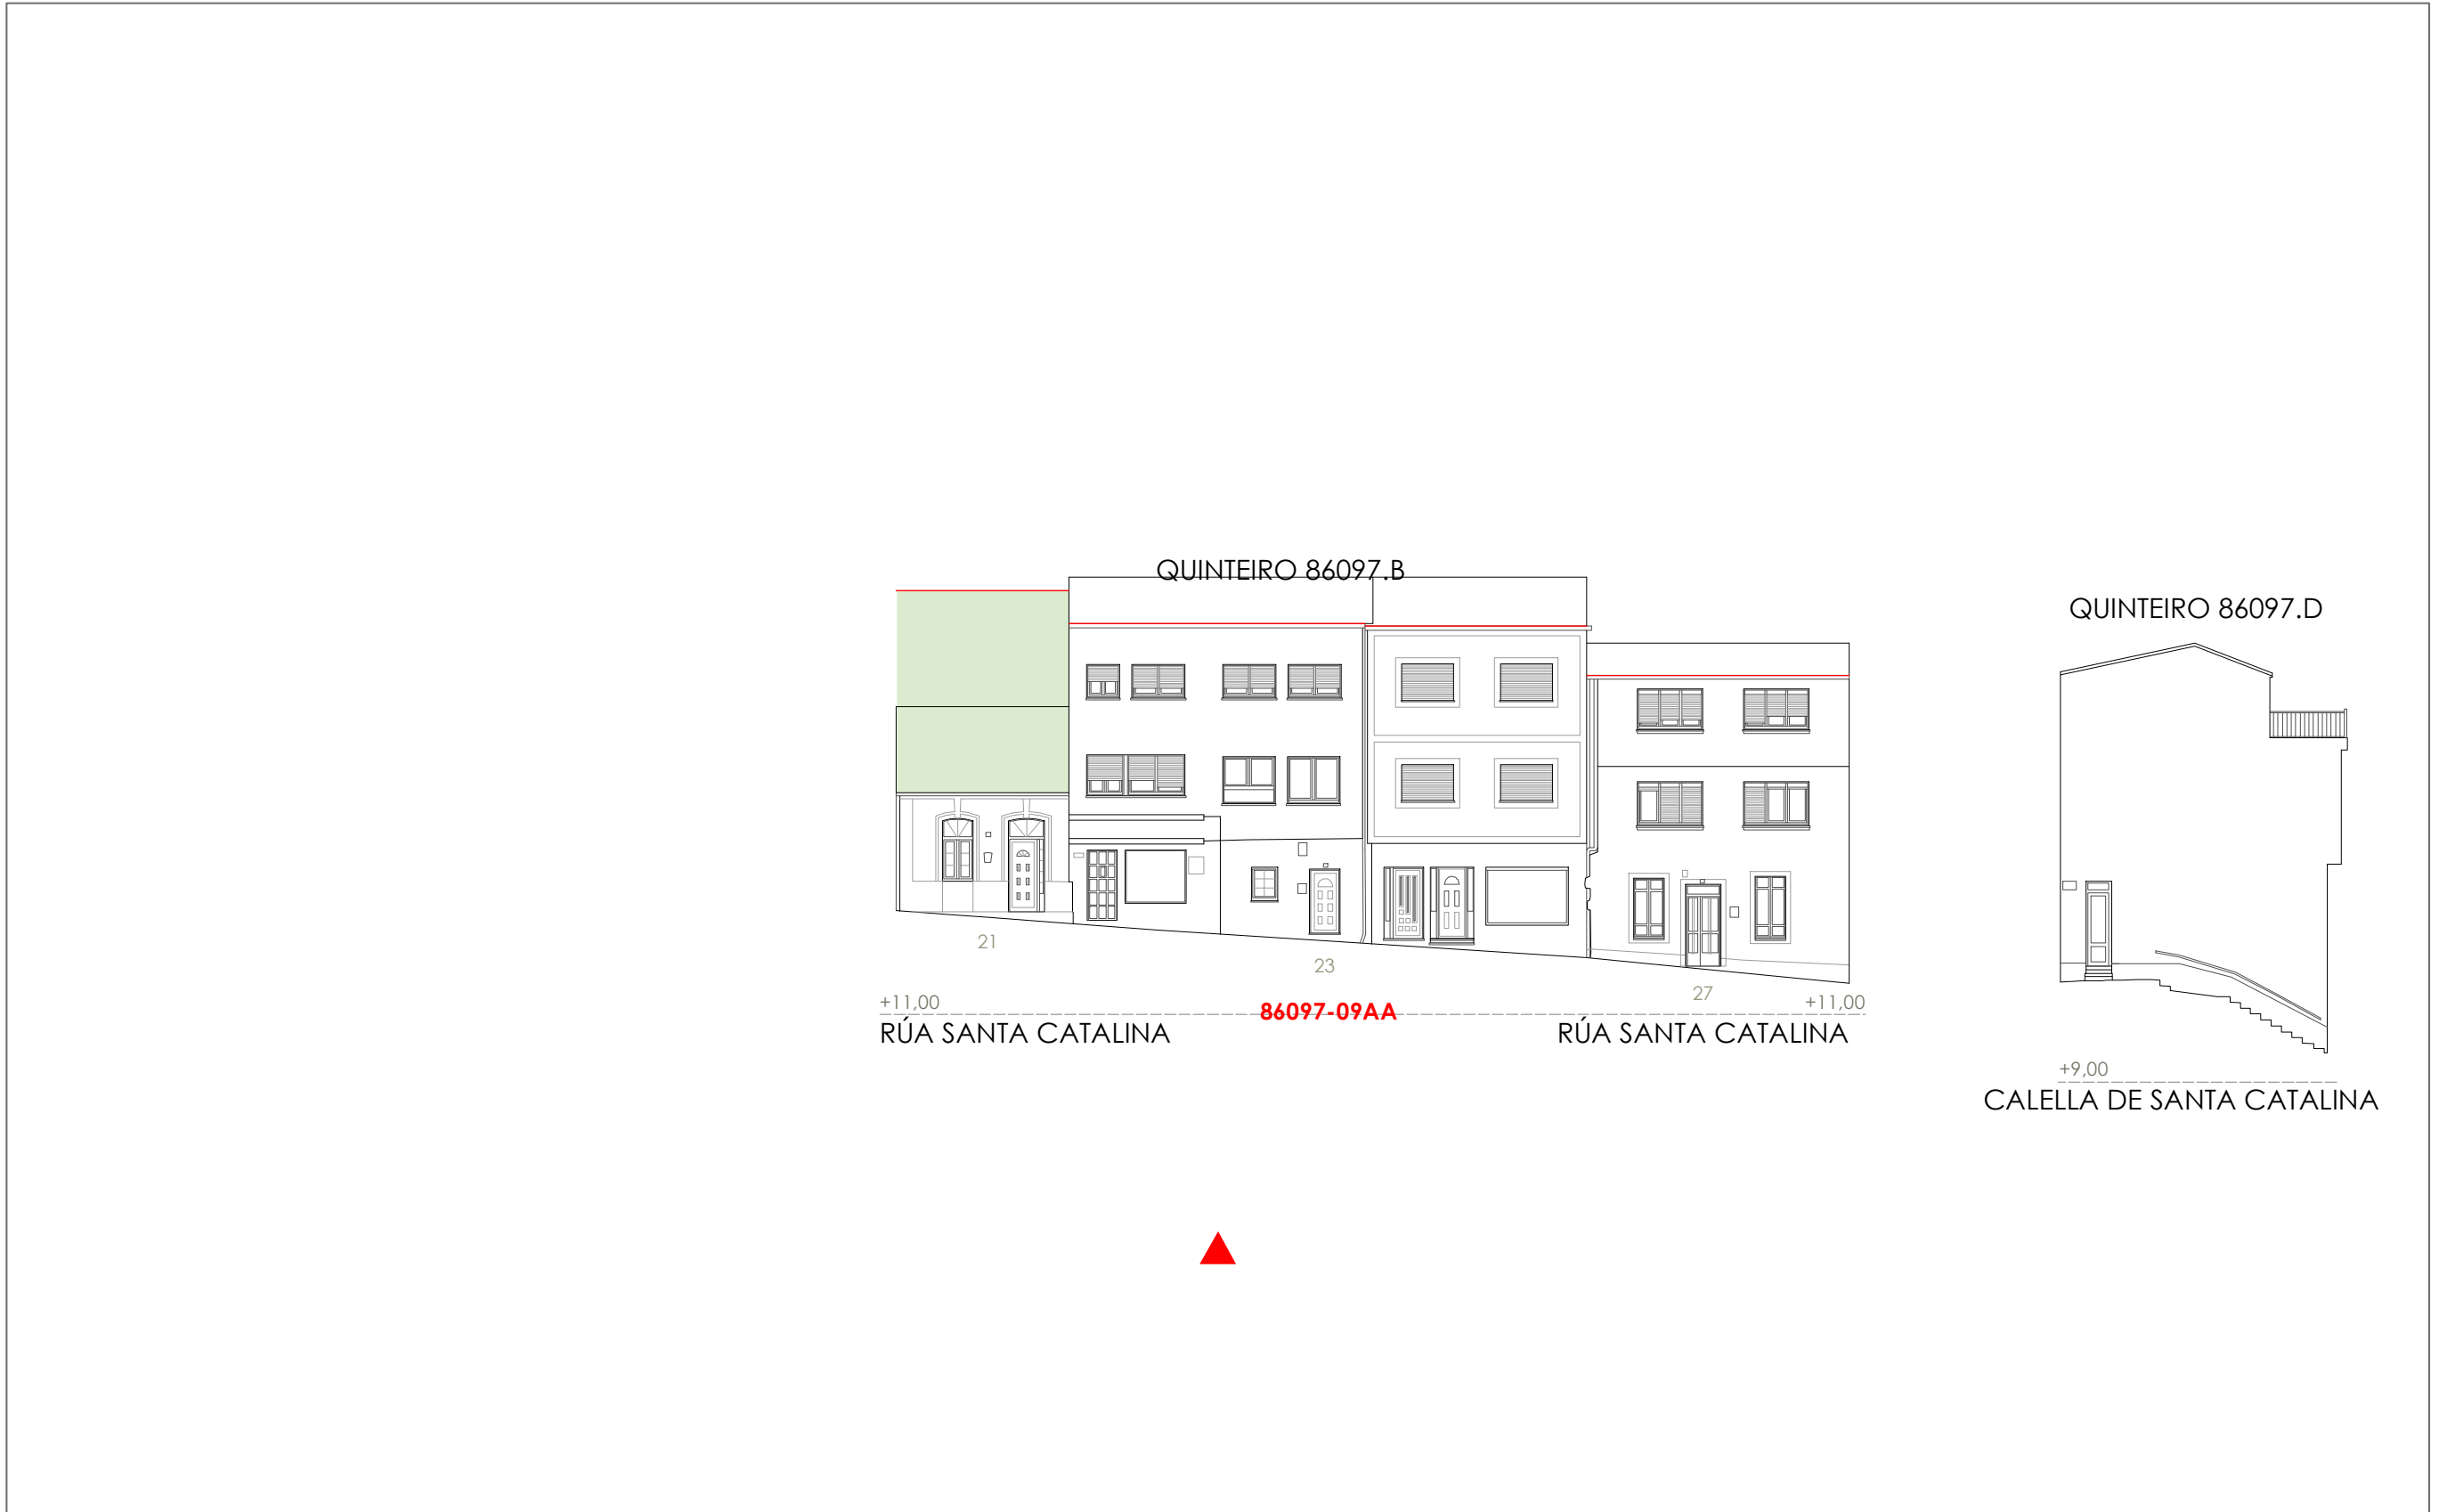 QUINTEIRO 86097.B
QUINTEIRO 86097.D
21
23
27
+11,00
86097-09AA
+11,00
RÚA SANTA CATALINA
RÚA SANTA CATALINA
+9,00
CALELLA DE SANTA CATALINA